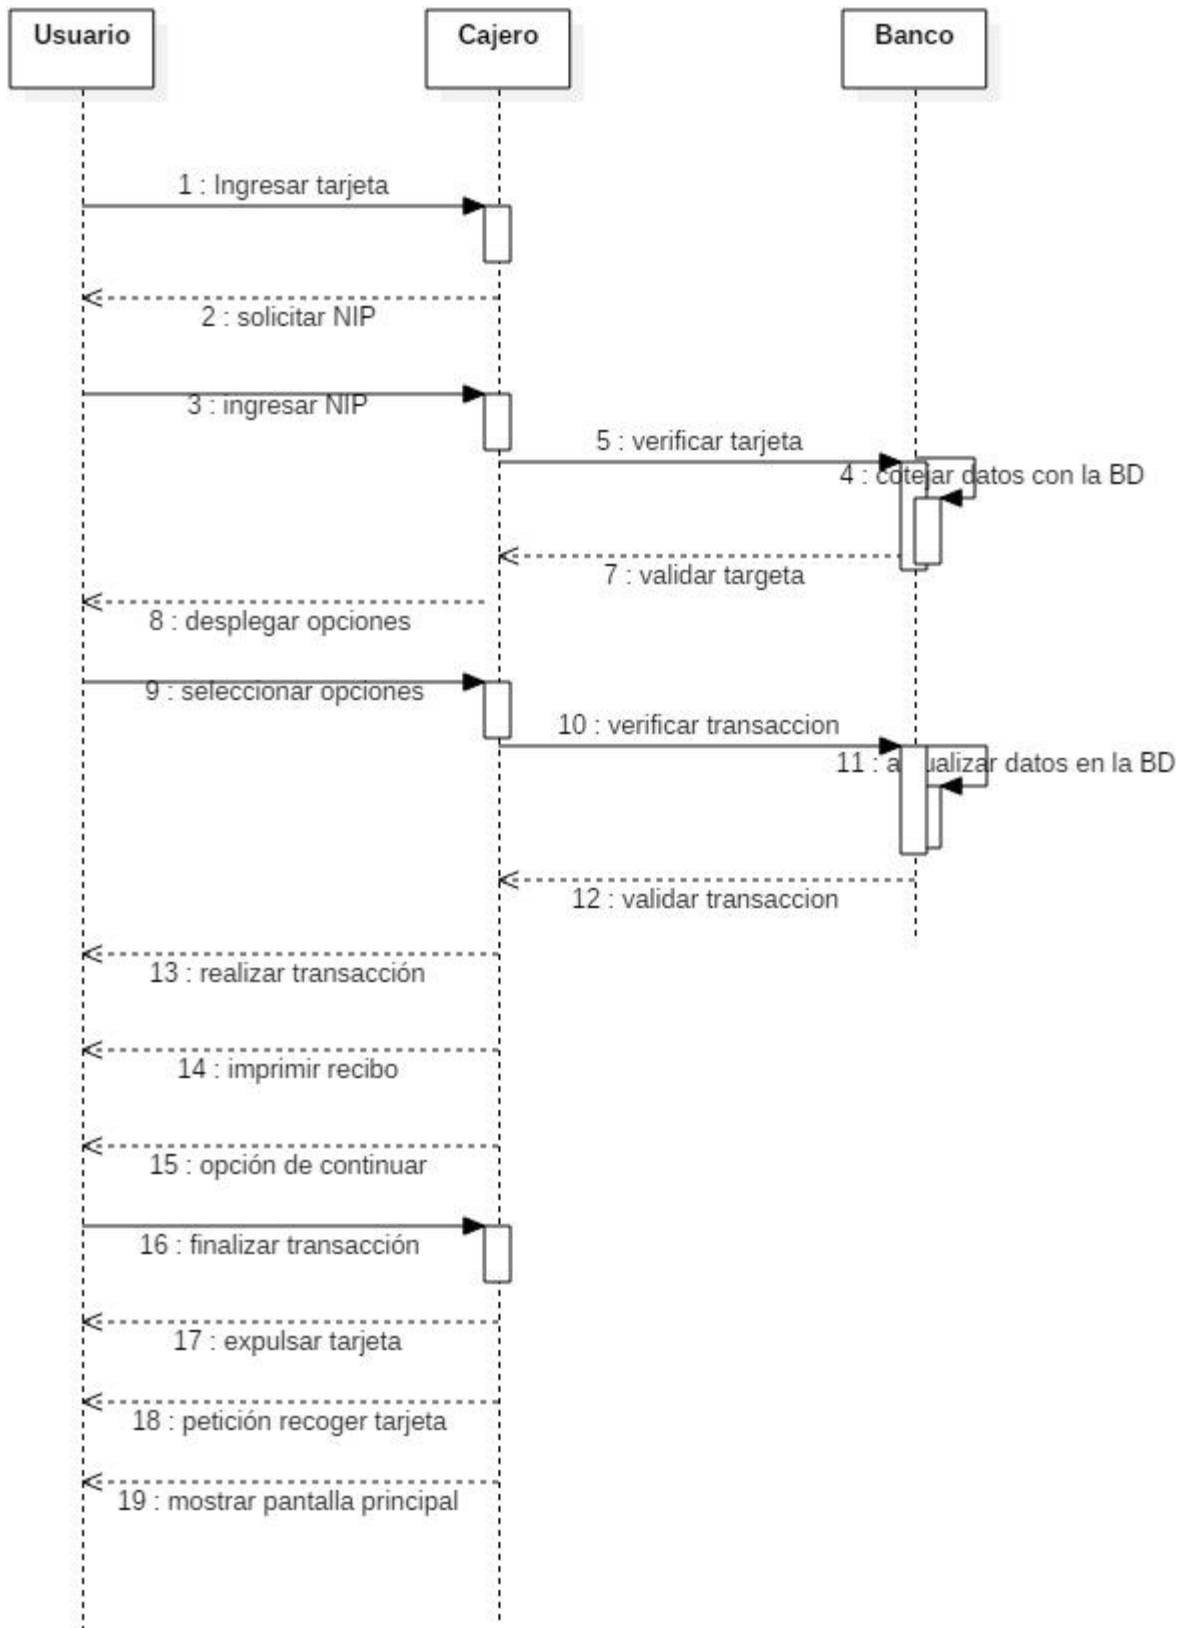 Usuario
Cajero
Banco
1 : Ingresar tarjeta
2 : solicitar NIP
3 : ingresar NIP
5 : verificar tarjeta
4 : cotejar datos con la BD
7 : validar targeta
8 : desplegar opciones
9 : seleccionar opciones
10 : verificar transaccion
11 : actualizar datos en la BD
12 : validar transaccion
13 : realizar transacción
14 : imprimir recibo
15 : opción de continuar
16 : finalizar transacción
17 : expulsar tarjeta
18 : petición recoger tarjeta
19 : mostrar pantalla principal